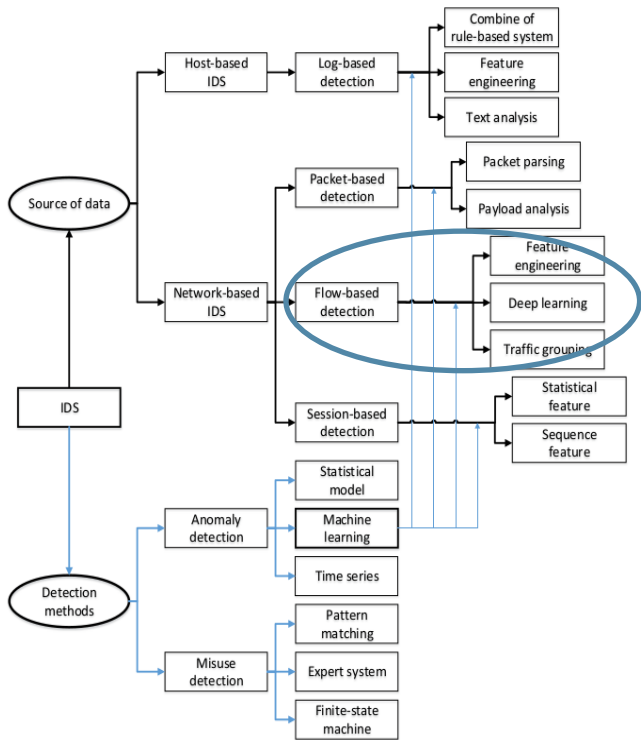 Combine of
rule-based system
Host-based
IDS
Log-based
detection
Feature
engineering
Text analysis
Packet-based
detection
Packet parsing
Payload analysis
Source of data
Network-based
IDS
Flow-based
detection
Feature
engineering
Deep learning
Traffic grouping
IDS
Session-based
detection
Statistical
feature
Sequence
feature
Statistical
model
Anomaly
detection
Machine
learning
Time series
Detection
methods
Pattern
matching
Misuse
detection
Expert system
Finite-state
machine